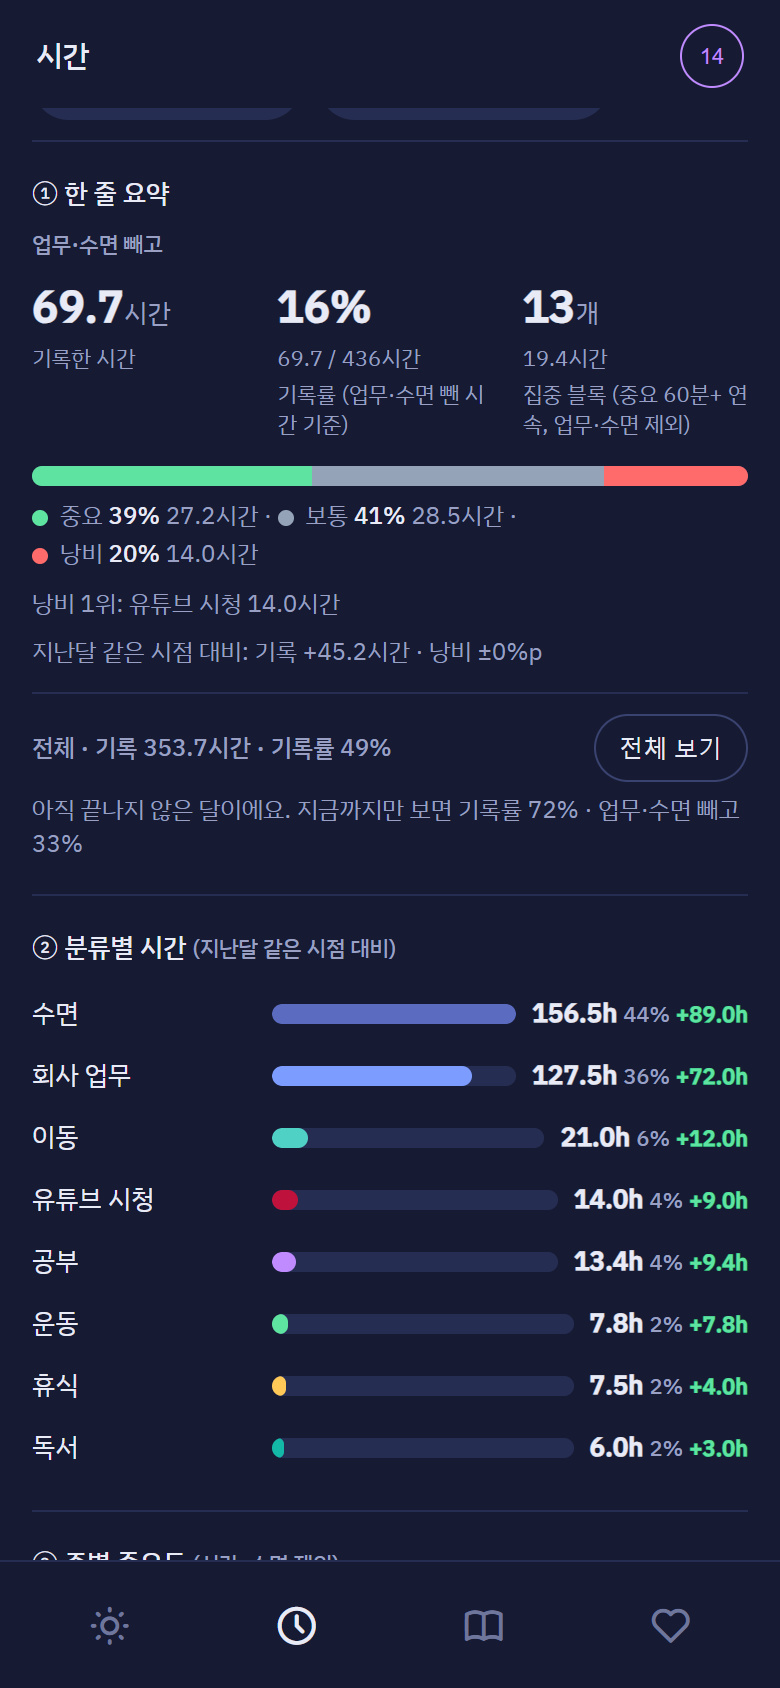 시간
14
① 한 줄 요약
업무·수면 빼고
69.7시간
16%
13개
기록한 시간
69.7 / 436시간
19.4시간
기록률 (업무·수면 뺀 시
간 기준)
집중 블록 (중요 60분+ 연
속, 업무·수면 제외)
중요 39% 27.2시간 · 보통 41% 28.5시간 ·
낭비 20% 14.0시간
낭비 1위: 유튜브 시청 14.0시간
지난달 같은 시점 대비: 기록 +45.2시간 · 낭비 ±0%p
전체 · 기록 353.7시간 · 기록률 49%
전체 보기
아직 끝나지 않은 달이에요. 지금까지만 보면 기록률 72% · 업무·수면 빼고
33%
② 분류별 시간 (지난달 같은 시점 대비)
수면 156.5h 44% +89.0h
회사 업무 127.5h 36% +72.0h
이동 21.0h 6% +12.0h
유튜브 시청 14.0h 4% +9.0h
공부 13.4h 4% +9.4h
운동 7.8h 2% +7.8h
휴식 7.5h 2% +4.0h
독서 6.0h 2% +3.0h